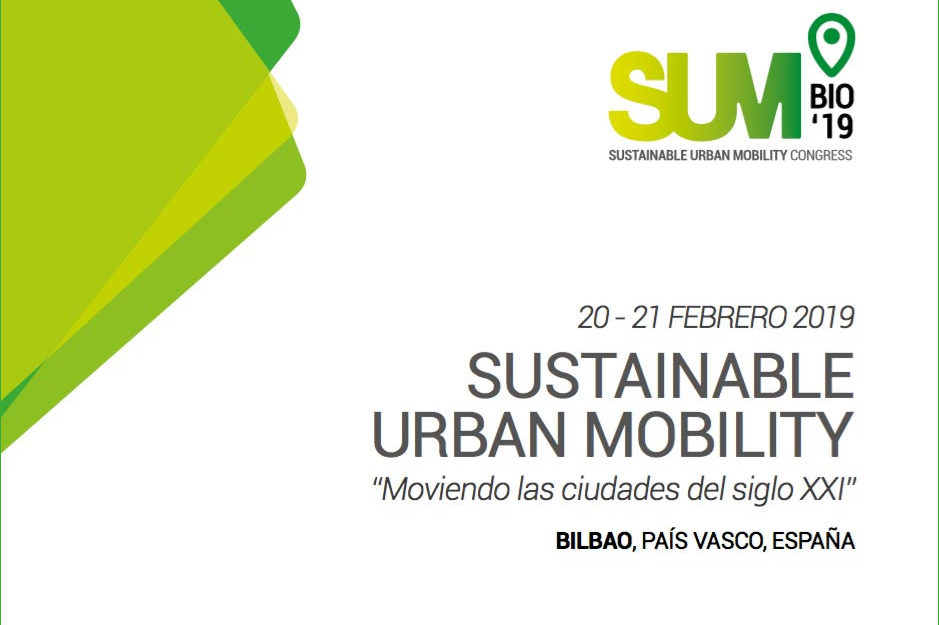 SUM
BIO
‘19
SUSTAINABLE URBAN MOBILITY CONGRESS
20 - 21 FEBRERO 2019
SUSTAINABLE
URBAN MOBILITY
“Moviendo las ciudades del siglo XXI”
BILBAO, PAÍS VASCO, ESPAÑA